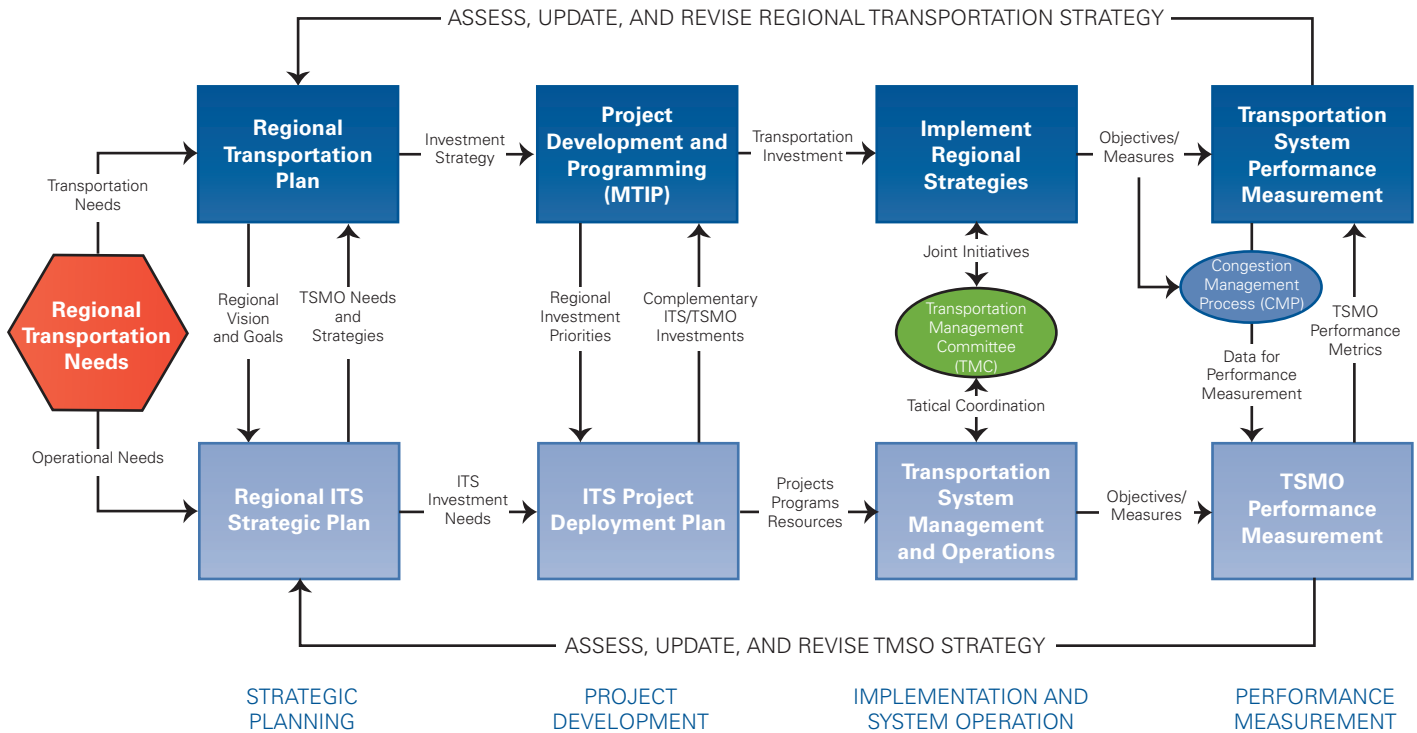 ASSESS, UPDATE, AND REVISE REGIONAL TRANSPORTATION STRATEGY
Regional
Transportation
Plan
Investment
Strategy
Project
Development and
Programming
(MTIP)
Transportation
Investment
Implement
Regional
Strategies
Objectives/
Measures
Transportation
System
Performance
Measurement
Transportation
Needs
Regional
Transportation
Needs
Operational Needs
Regional
Vision
and Goals
TSMO Needs
and
Strategies
Regional
Investment
Priorities
Complementary
ITS/TSMO
Investments
Joint Initiatives
Transportation
Management
Committee
(TMC)
Tatical Coordination
Congestion
Management
Process (CMP)
Data for
Performance
Measurement
TSMO
Performance
Metrics
Regional ITS
Strategic Plan
ITS
Investment
Needs
ITS Project
Deployment Plan
Projects
Programs
Resources
Transportation
System
Management
and Operations
Objectives/
Measures
TSMO
Performance
Measurement
ASSESS, UPDATE, AND REVISE TMSO STRATEGY
STRATEGIC
PLANNING
PROJECT
DEVELOPMENT
IMPLEMENTATION AND
SYSTEM OPERATION
PERFORMANCE
MEASUREMENT